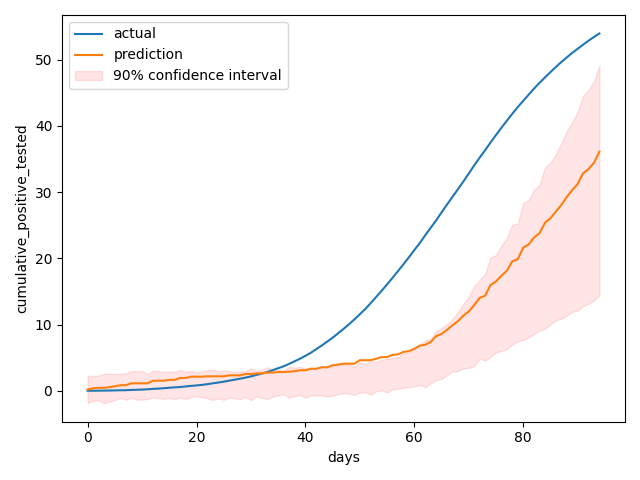 actual
prediction
90% confidence interval
50
40
30
20
10
0
cumulative_positive_tested
0 20 40 60 80
days